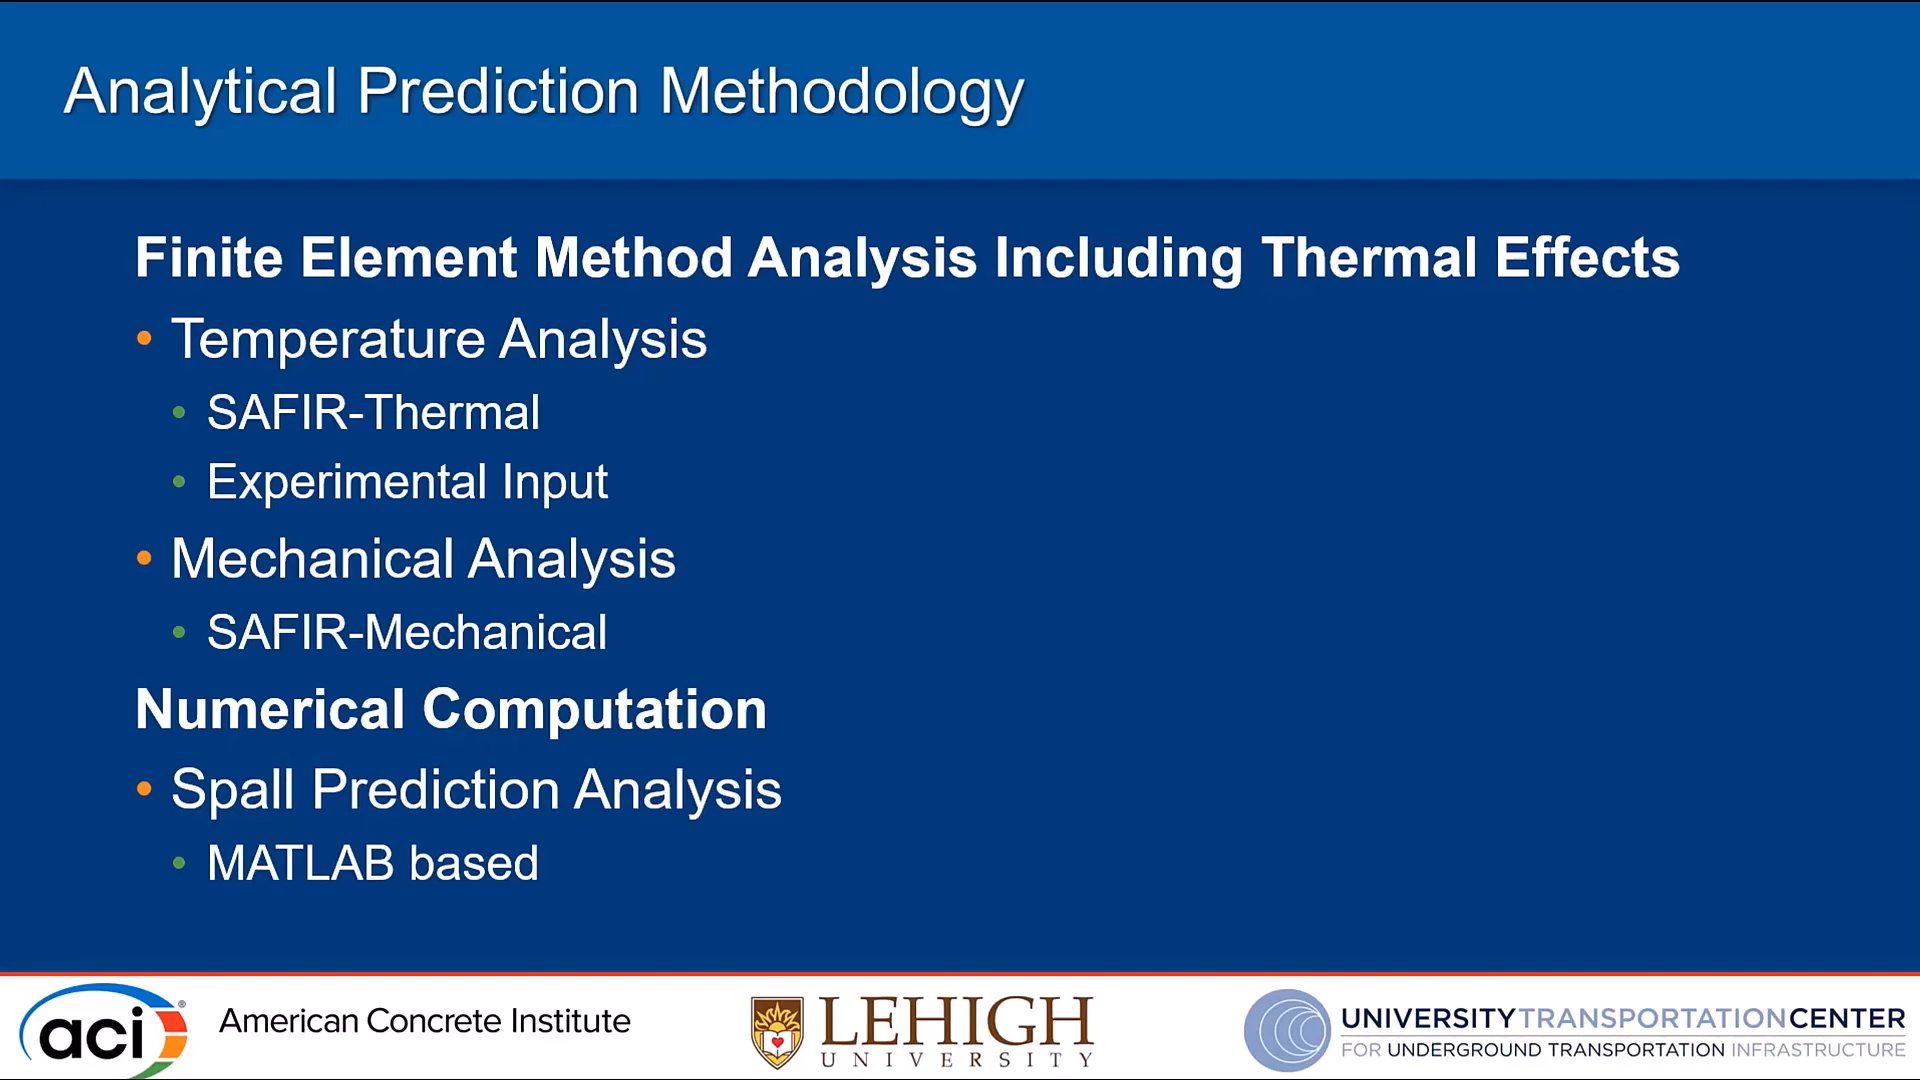 Analytical Prediction Methodology
Finite Element Method Analysis Including Thermal Effects
• Temperature Analysis
• SAFIR-Thermal
• Experimental Input
• Mechanical Analysis
• SAFIR-Mechanical
Numerical Computation
• Spall Prediction Analysis
• MATLAB based
aci®
American Concrete Institute
LEHIGH
UNIVERSITY
UNIVERSITYTRANSPORTATIONCENTER
FOR UNDERGROUND TRANSPORTATION INFRASTRUCTURE